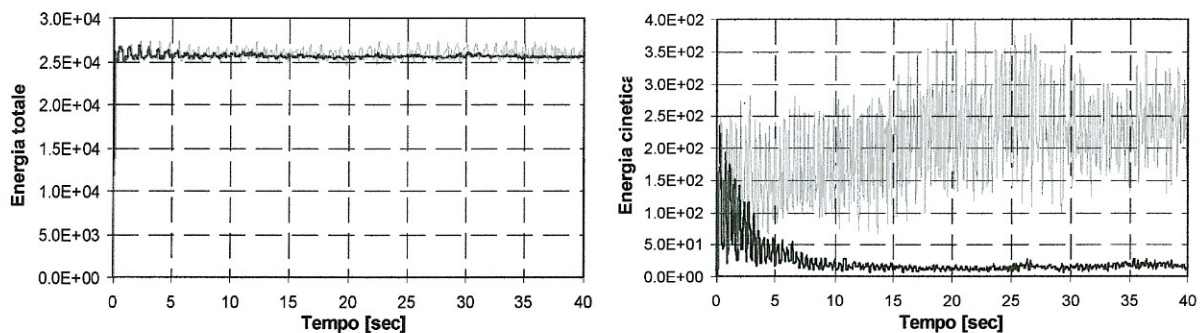 Energia totale
3.0E+04
2.5E+04
2.0E+04
1.5E+04
1.0E+04
5.0E+03
0.0E+00
0 5 10 15 20 25 30 35 40
Tempo [sec]
Energia cinetica
4.0E+02
3.5E+02
3.0E+02
2.5E+02
2.0E+02
1.5E+02
1.0E+02
5.0E+01
0.0E+00
0 5 10 15 20 25 30 35 40
Tempo [sec]